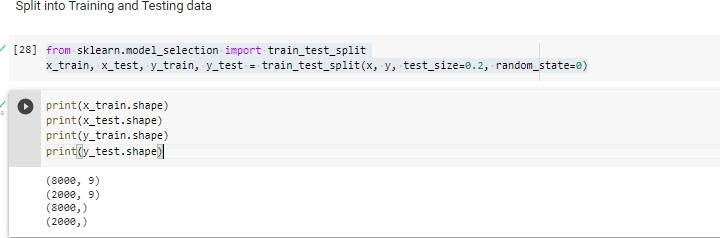 Split into Training and Testing data
[28] from sklearn.model_selection import train_test_split
x_train, x_test, y_train, y_test = train_test_split(x, y, test_size=0.2, random_state=0)
print(x_train.shape)
print(x_test.shape)
print(y_train.shape)
print(y_test.shape)
(8000, 9)
(2000, 9)
(8000,)
(2000,)